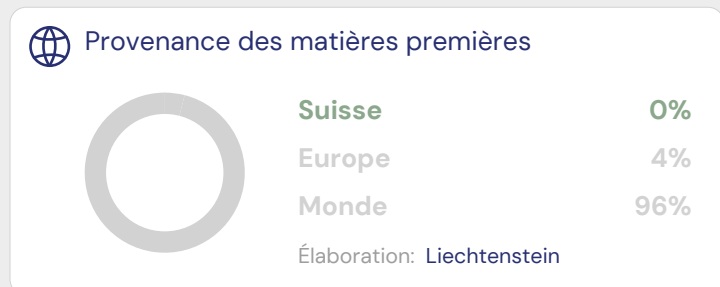 Provenance des matières premières
Suisse 0%
Europe 4%
Monde 96%
Élaboration: Liechtenstein